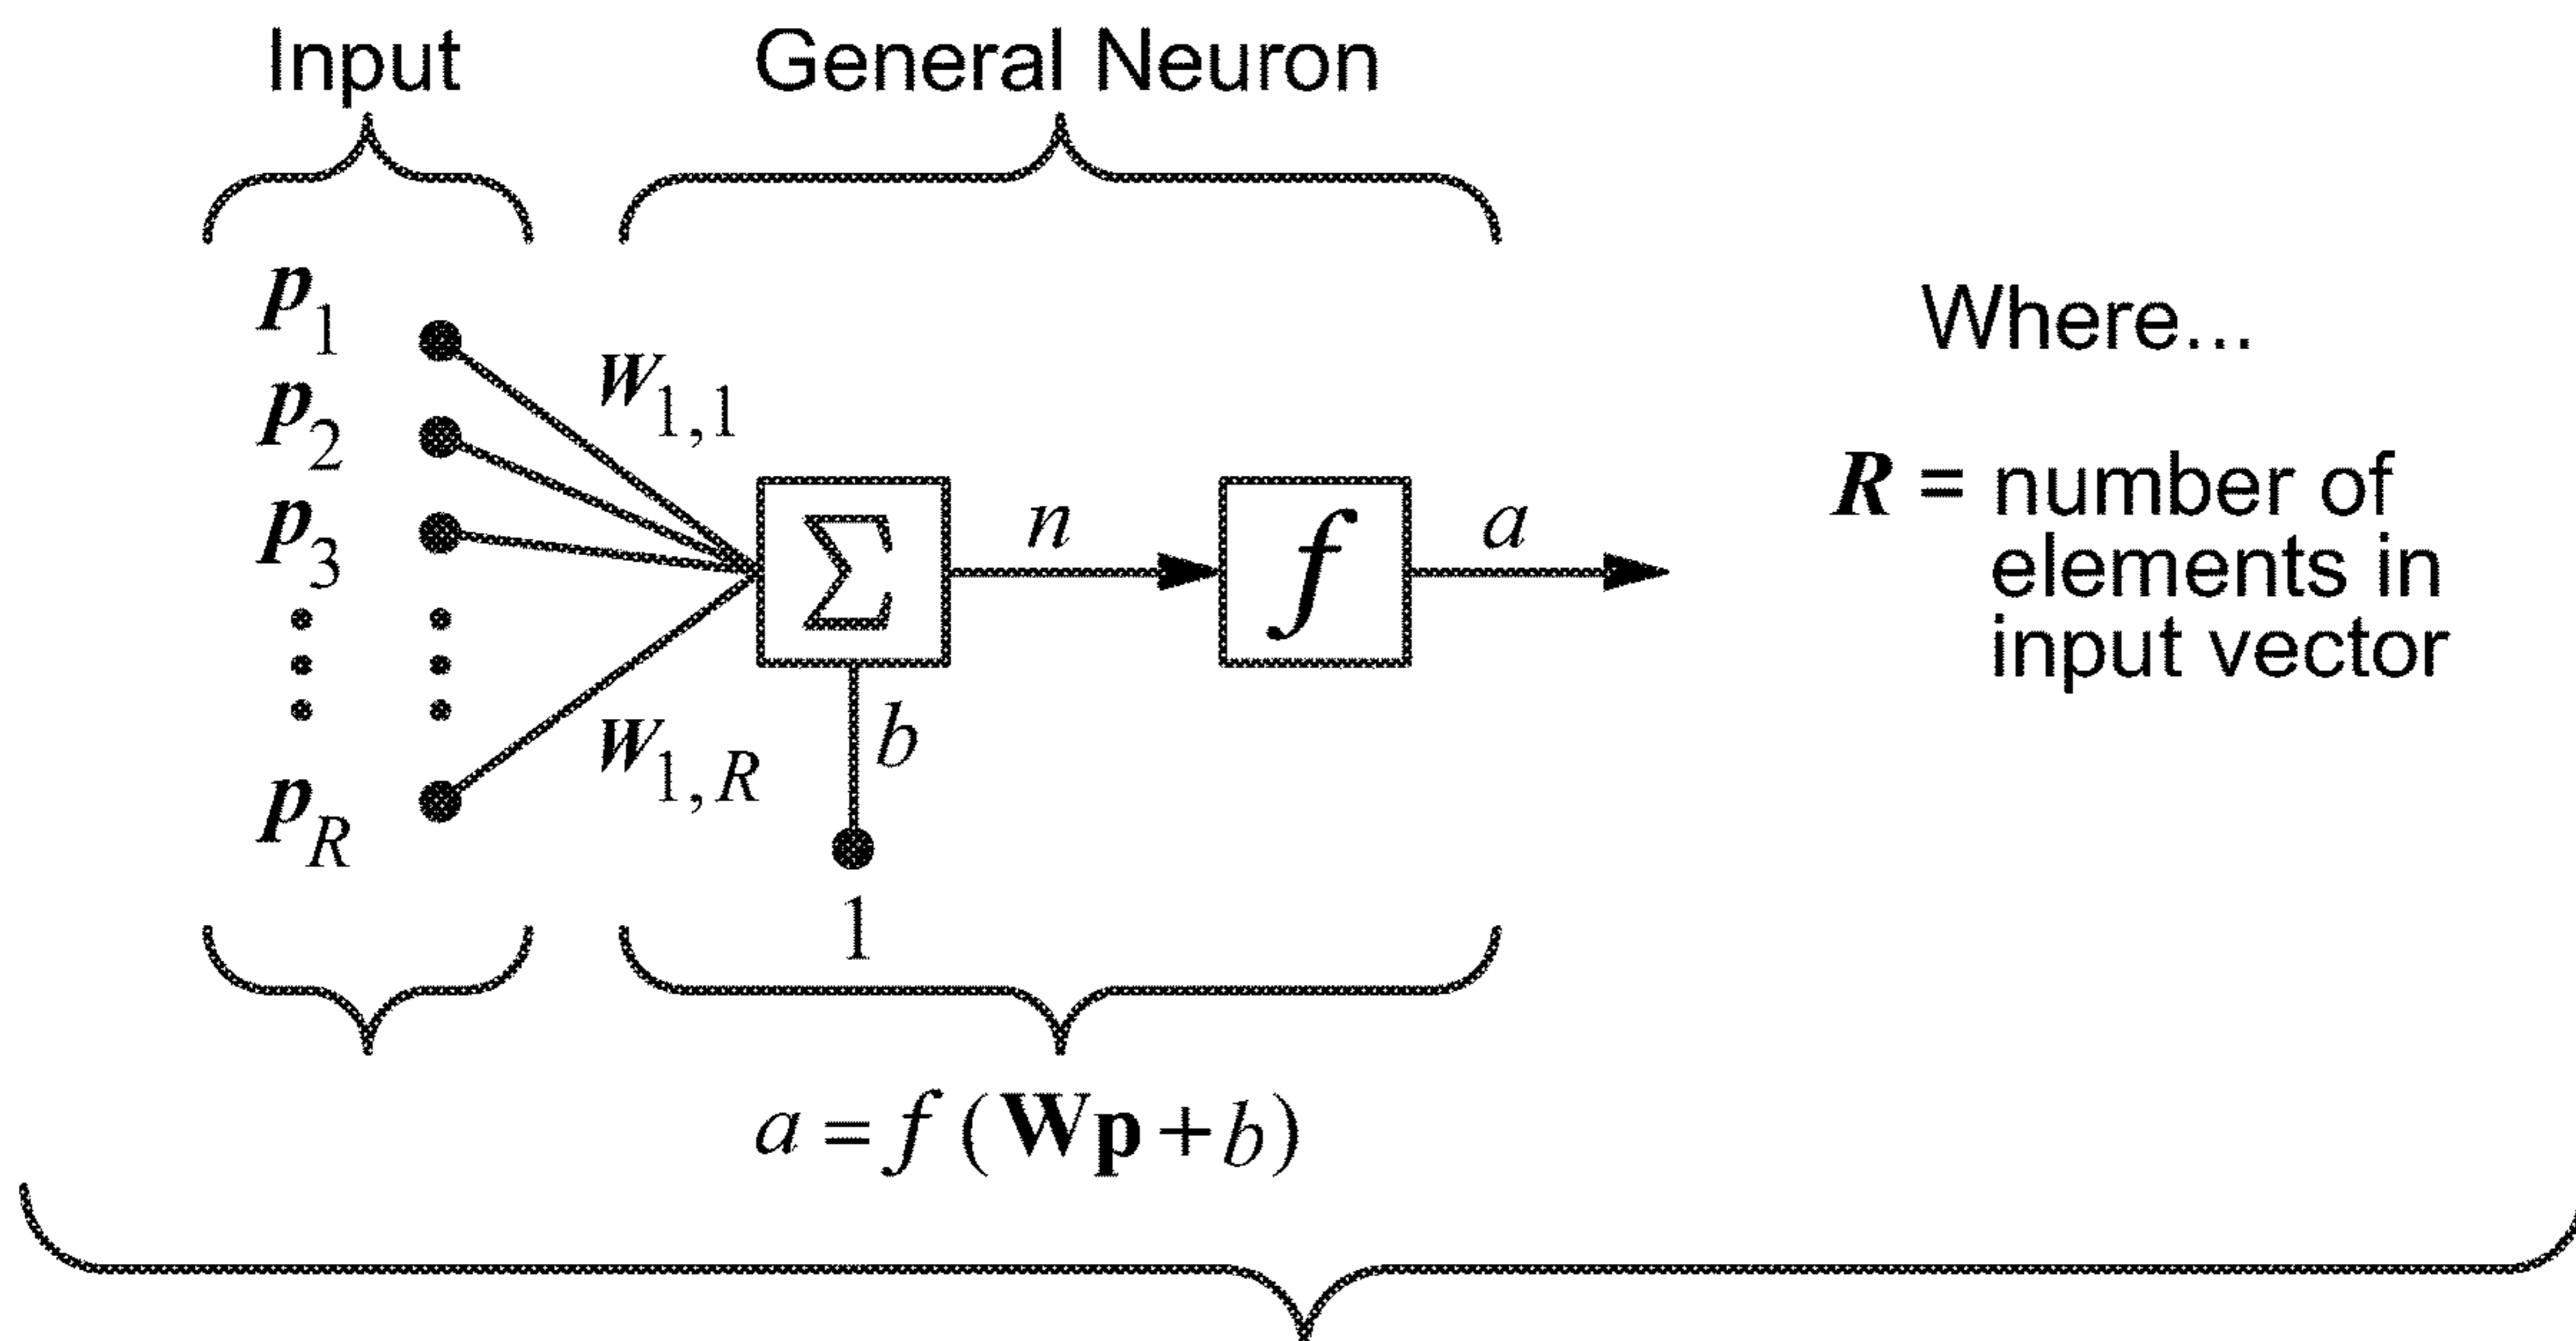 Input
General Neuron
p1
p2
p3
pR
w1,1
w1,R
Σ
n
f
a
b
1
Where...
R = number of
elements in
input vector
a = f (Wp + b)